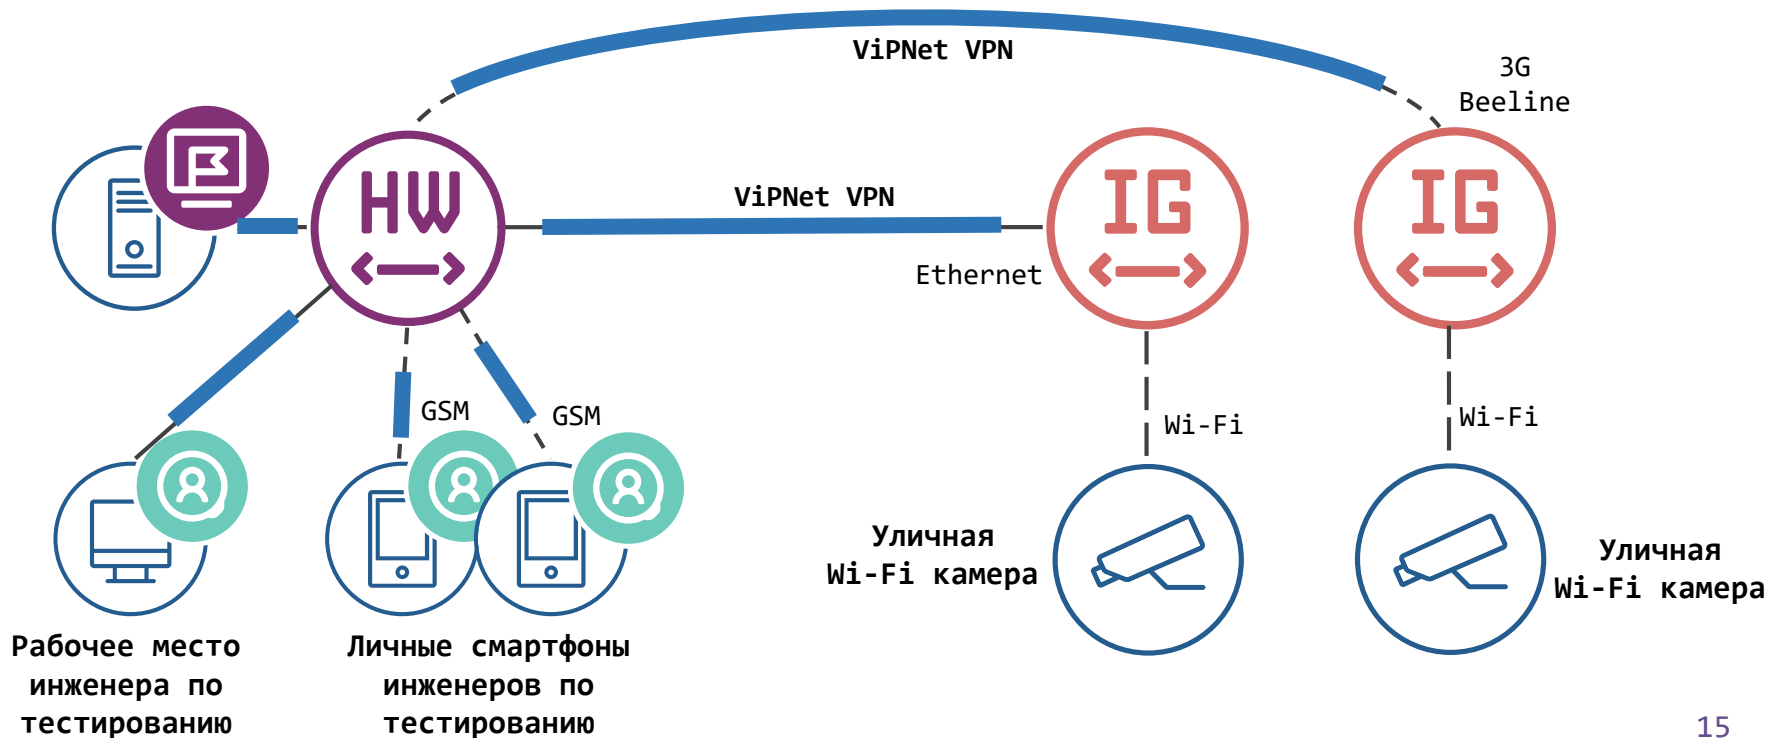 ViPNet VPN
3G
Beeline
HW
ViPNet VPN
IG
IG
Ethernet
GSM
GSM
Wi-Fi
Wi-Fi
Уличная
Wi-Fi камера
Уличная
Wi-Fi камера
Рабочее место
инженера по
тестированию
Личные смартфоны
инженеров по
тестированию
15